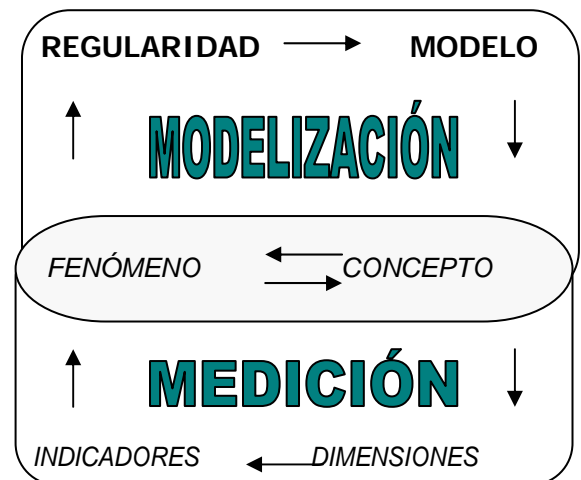 REGULARIDAD MODELO
MODELIZACIÓN
FENÓMENO CONCEPTO
MEDICIÓN
INDICADORES DIMENSIONES